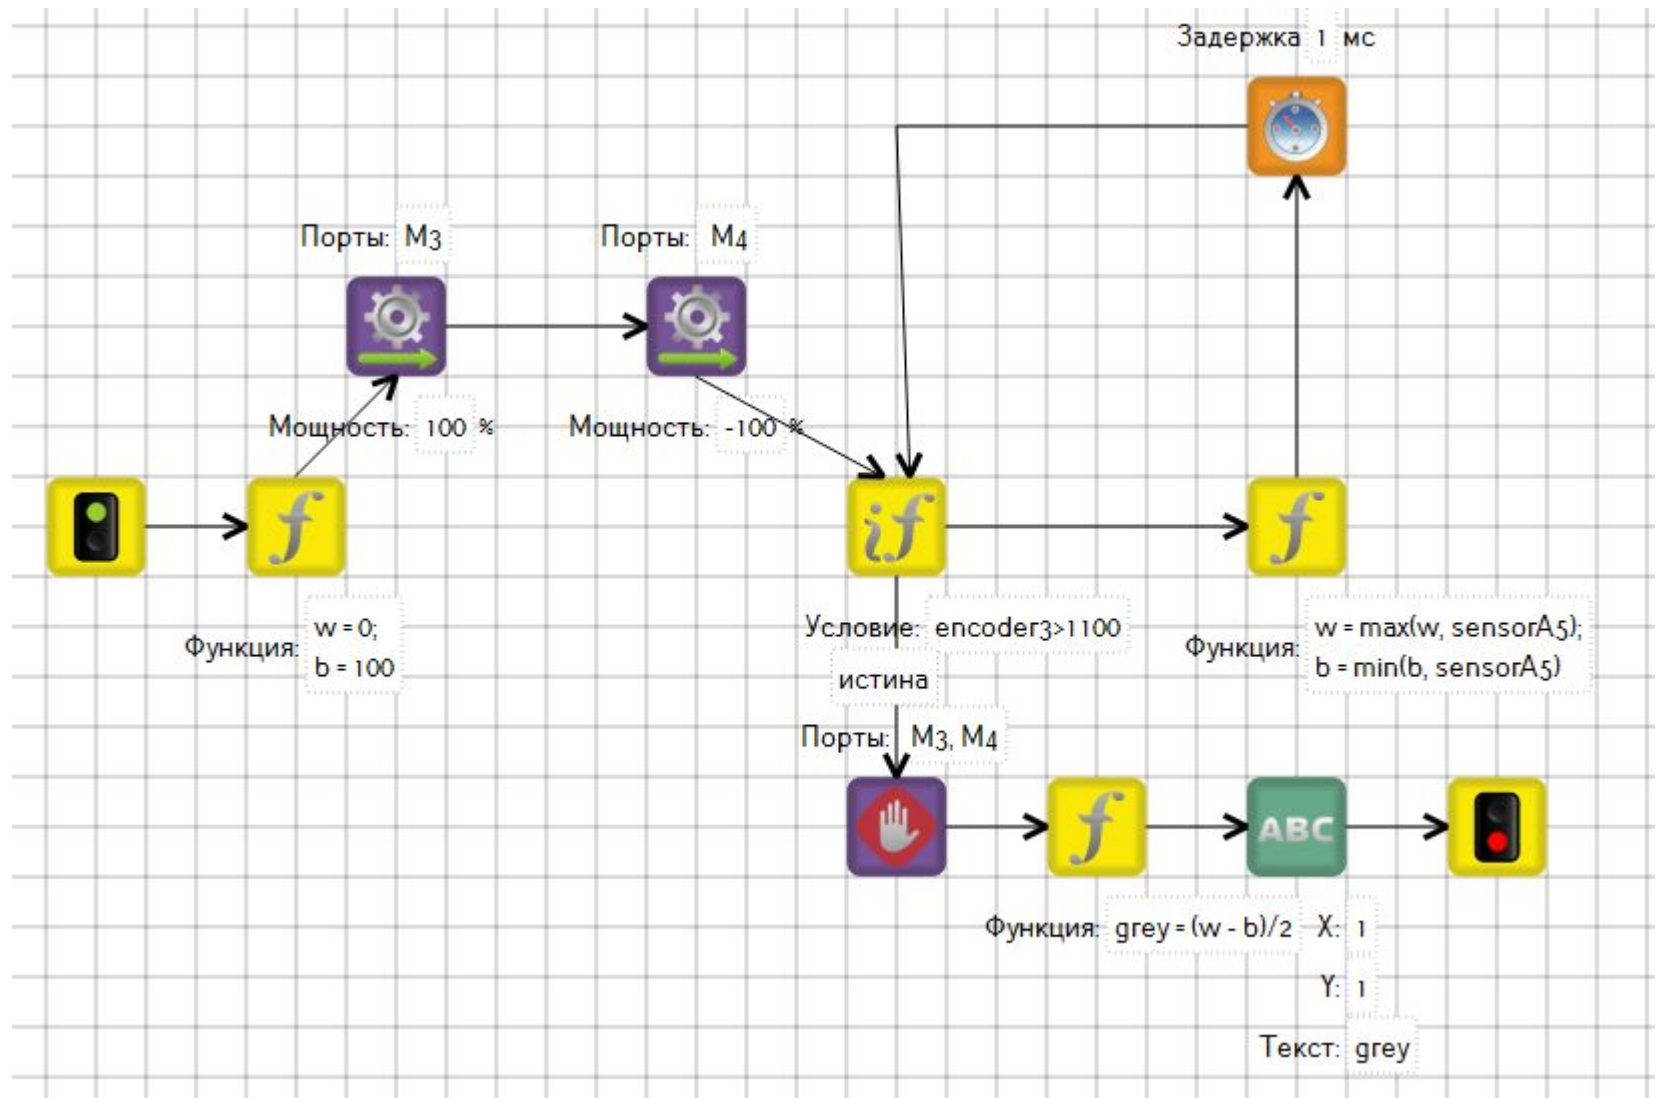 Задержка 1 мс
Порты: M3
Порты: M4
Мощность: 100 %
Мощность: -100 %
f
f
if
f
Функция: w = 0;
b = 100
Условие: encoder3>1100
истина
Функция: w = max(w, sensorA5);
b = min(b, sensorA5)
Порты: M3, M4
f
ABC
Функция: grey = (w - b)/2
X: 1
Y: 1
Текст: grey